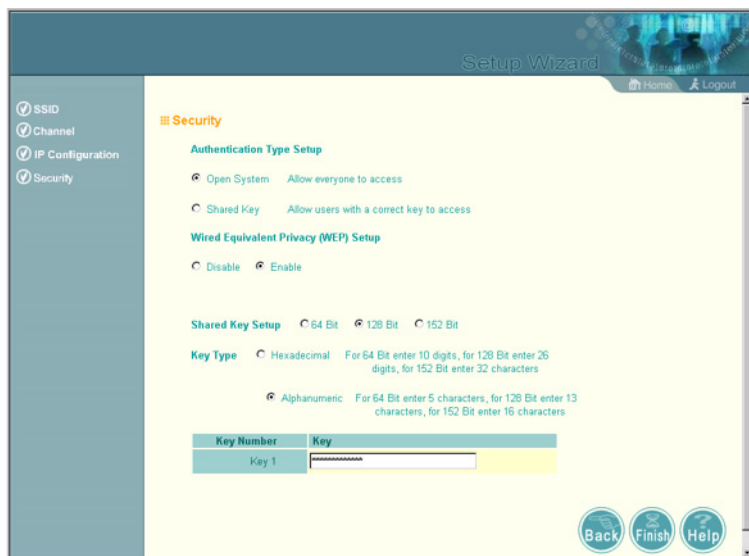 Setup Wizard
Home Logout
SSID
Channel
IP Configuration
Security
Security
Authentication Type Setup
Open System Allow everyone to access
Shared Key Allow users with a correct key to access
Wired Equivalent Privacy (WEP) Setup
Disable Enable
Shared Key Setup 64 Bit 128 Bit 152 Bit
Key Type Hexadecimal For 64 Bit enter 10 digits, for 128 Bit enter 26
digits, for 152 Bit enter 32 characters
Alphanumeric For 64 Bit enter 5 characters, for 128 Bit enter 13
characters, for 152 Bit enter 16 characters
Key Number Key
Key 1 *************
Back Finish Help